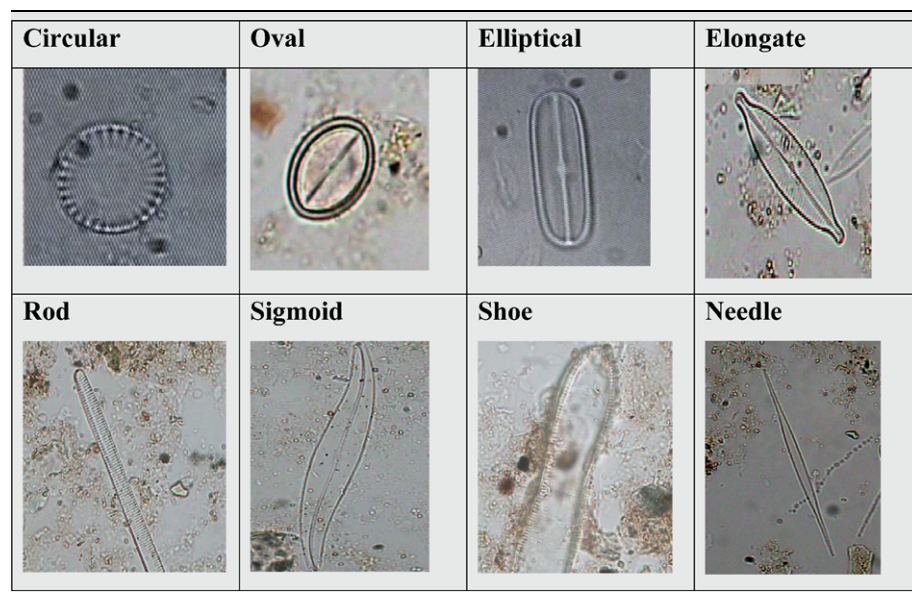 Circular
Oval
Elliptical
Elongate
Rod
Sigmoid
Shoe
Needle